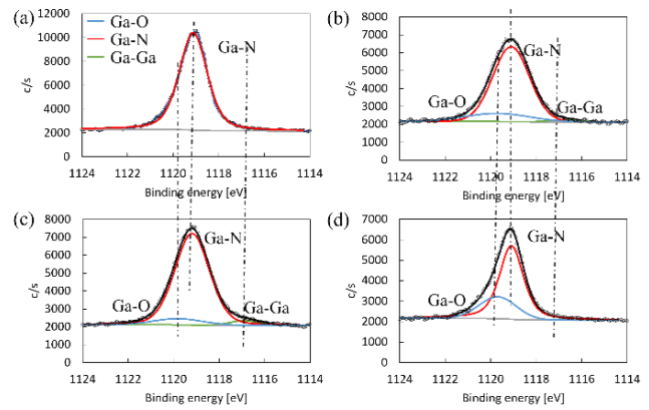 (a)
Ga-O
Ga-N
Ga-Ga
Ga-N
c/s
12000
10000
8000
6000
4000
2000
0
1124 1122 1120 1118 1116 1114
Binding energy [eV]
(b)
Ga-N
Ga-O
Ga-Ga
c/s
8000
7000
6000
5000
4000
3000
2000
1000
0
1124 1122 1120 1118 1116 1114
Binding energy [eV]
(c)
Ga-N
Ga-O
Ga-Ga
c/s
8000
7000
6000
5000
4000
3000
2000
1000
0
1124 1122 1120 1118 1116 1114
Binding energy [eV]
(d)
Ga-N
Ga-O
c/s
7000
6000
5000
4000
3000
2000
1000
0
1124 1122 1120 1118 1116 1114
Binding energy [eV]